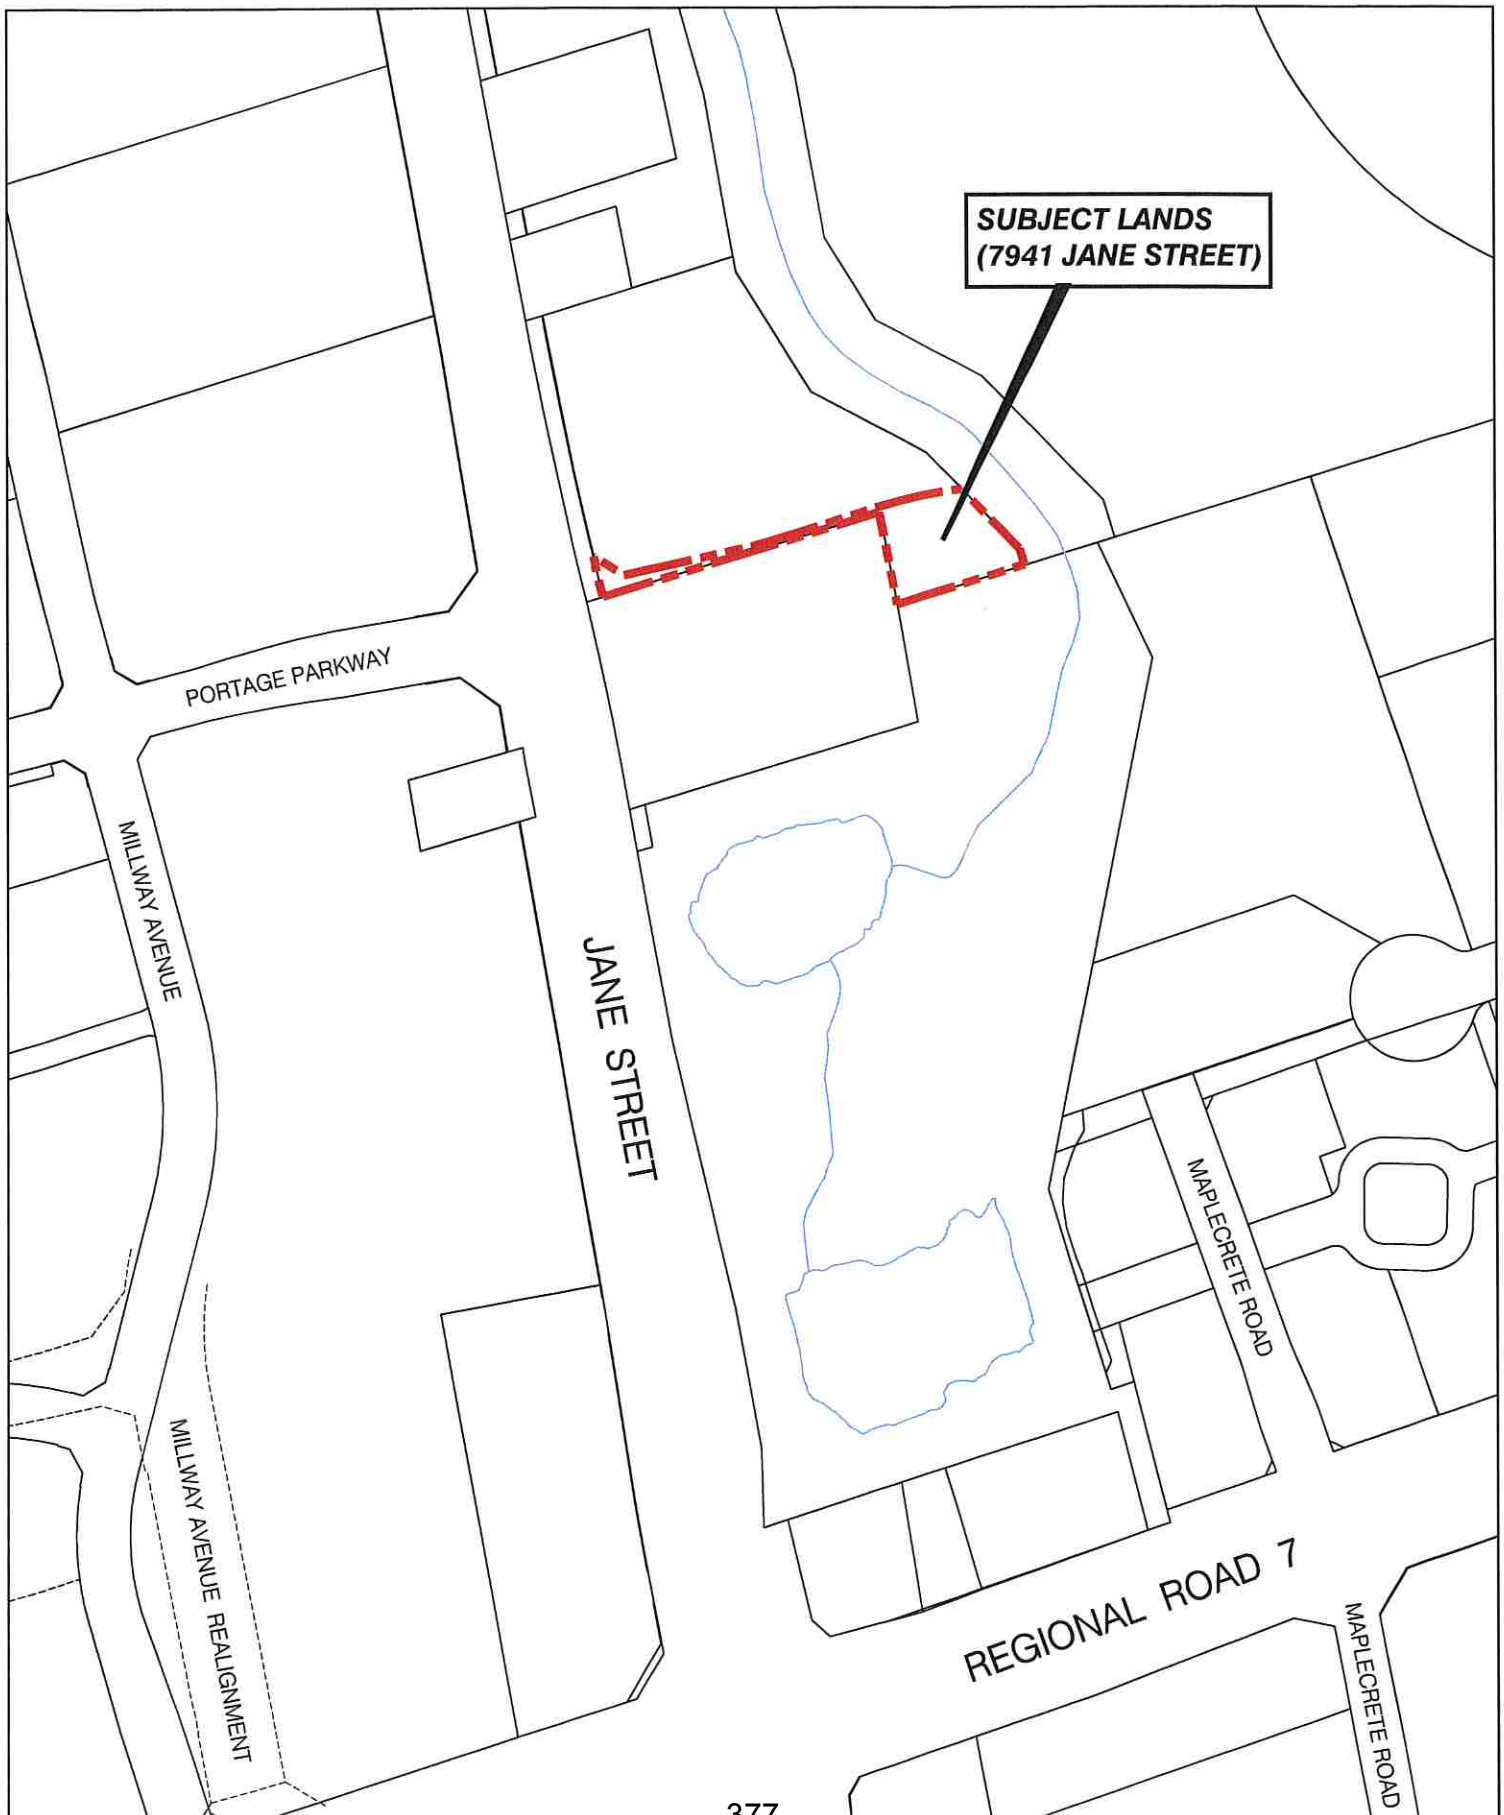 SUBJECT LANDS
(7941 JANE STREET)
PORTAGE PARKWAY
MILLWAY AVENUE
JANE STREET
MAPLECRETE ROAD
MILLWAY AVENUE REALIGNMENT
REGIONAL ROAD 7
MAPLECRETE ROAD
377